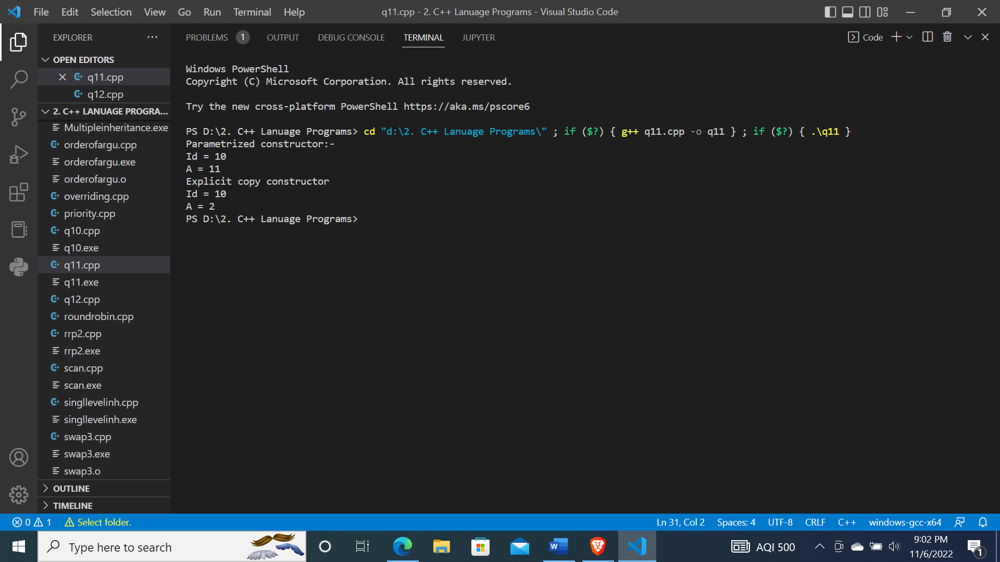 File Edit Selection View Go Run Terminal Help
q11.cpp - 2. C++ Lanuage Programs - Visual Studio Code
EXPLORER
OPEN EDITORS
q11.cpp
q12.cpp
2. C++ LANUAGE PROGRA...
Multipleinheritance.exe
orderofargu.cpp
orderofargu.exe
orderofargu.o
overriding.cpp
priority.cpp
q10.cpp
q10.exe
q11.cpp
q11.exe
q12.cpp
roundrobin.cpp
rrp2.cpp
rrp2.exe
scan.cpp
scan.exe
singllevelinh.cpp
singllevelinh.exe
swap3.cpp
swap3.exe
swap3.o
OUTLINE
TIMELINE
PROBLEMS 1 OUTPUT DEBUG CONSOLE TERMINAL JUPYTER
Code
Windows PowerShell
Copyright (C) Microsoft Corporation. All rights reserved.
Try the new cross-platform PowerShell https://aka.ms/pscore6
PS D:\2. C++ Lanuage Programs> cd "d:\2. C++ Lanuage Programs\" ; if ($?) { g++ q11.cpp -o q11 } ; if ($?) { .\q11 }
Parametrized constructor:-
Id = 10
A = 11
Explicit copy constructor
Id = 10
A = 2
PS D:\2. C++ Lanuage Programs>
0 1 Select folder.
Ln 31, Col 2 Spaces: 4 UTF-8 CRLF C++ windows-gcc-x64
Type here to search
W
AQI 500
9:02 PM
11/6/2022
1